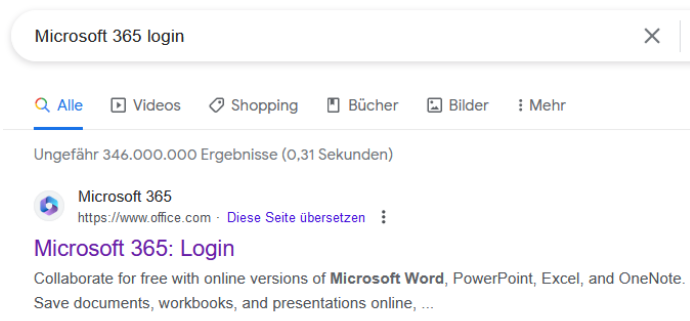 Microsoft 365 login
Alle Videos Shopping Bücher Bilder Mehr
Ungefähr 346.000.000 Ergebnisse (0,31 Sekunden)
Microsoft 365
https://www.office.com · Diese Seite übersetzen
Microsoft 365: Login
Collaborate for free with online versions of Microsoft Word, PowerPoint, Excel, and OneNote.
Save documents, workbooks, and presentations online, ...